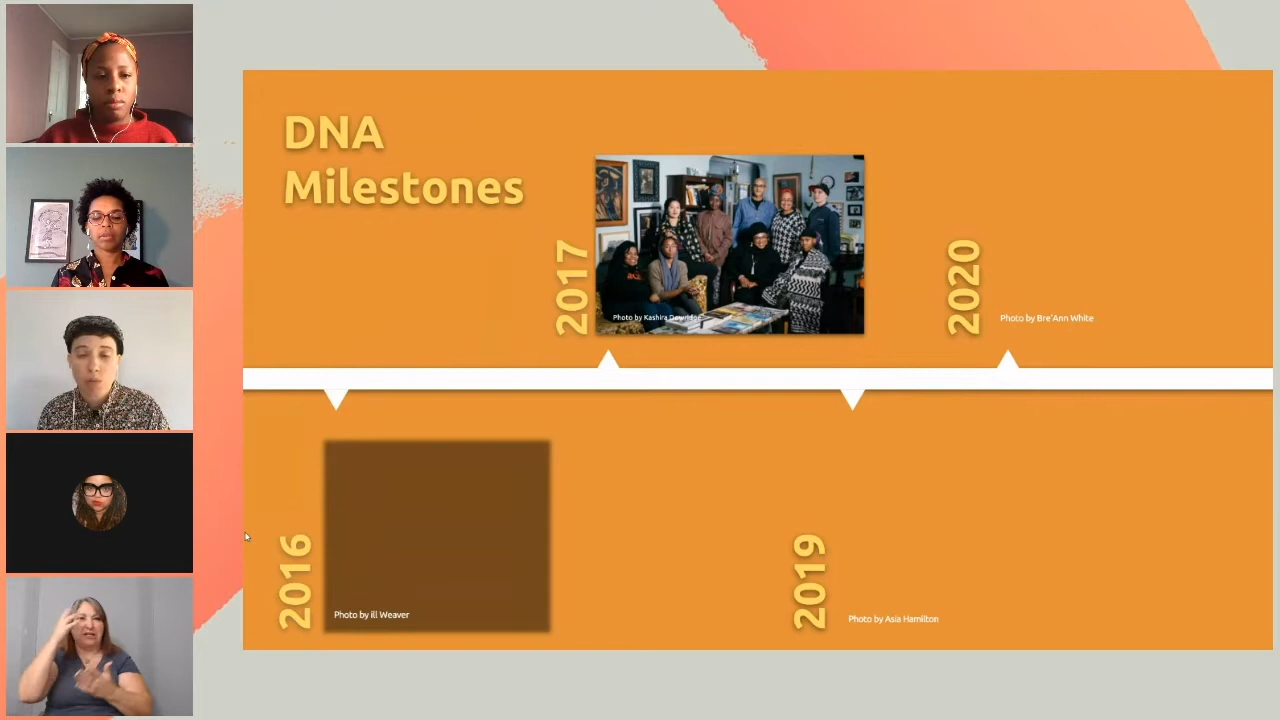 DNA
Milestones
2017
Photo by Kashira Dowridge
2020
Photo by Bre'Ann White
2016
Photo by ill Weaver
2019
Photo by Asia Hamilton